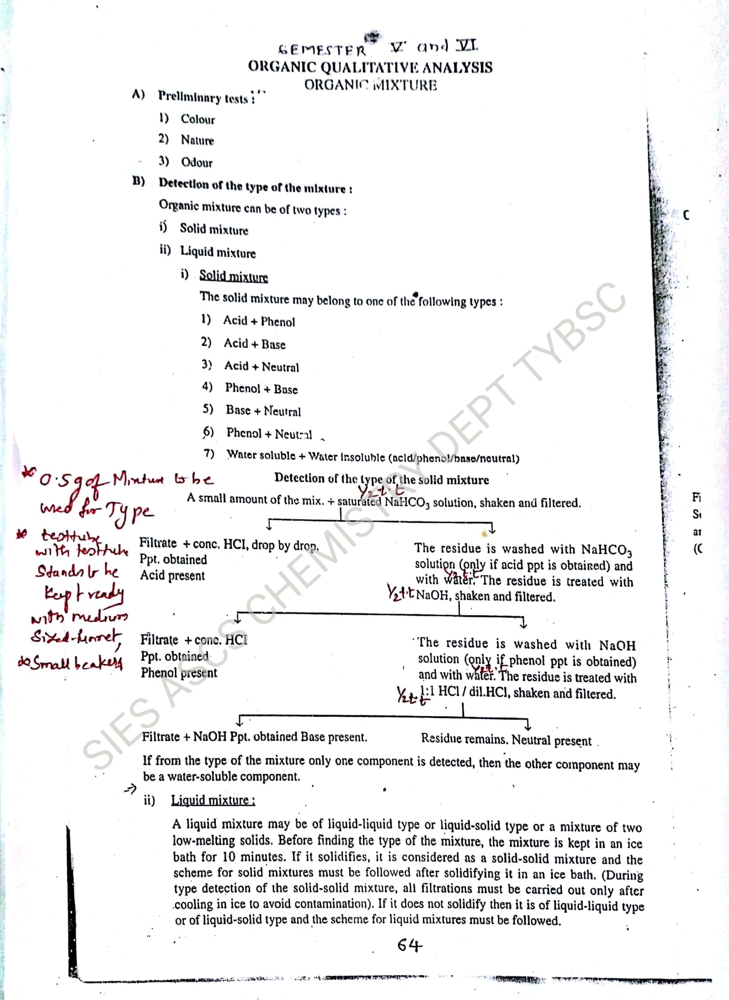 SEMESTER V and VI
ORGANIC QUALITATIVE ANALYSIS
ORGANIC MIXTURE
A) Preliminary tests :
1) Colour
2) Nature
3) Odour
B) Detection of the type of the mixture :
Organic mixture can be of two types :
i) Solid mixture
ii) Liquid mixture
i) Solid mixture
The solid mixture may belong to one of the following types :
1) Acid + Phenol
2) Acid + Base
3) Acid + Neutral
4) Phenol + Base
5) Base + Neutral
6) Phenol + Neutral
7) Water soluble + Water insoluble (acid/phenol/base/neutral)
* 0.5g of Mixture to be
used for Type
* testtube
with testtube
Stands to be
Kept ready
with medium
Sized-funnel,
& Small beakers
Detection of the type of the solid mixture
½ t.t
A small amount of the mix. + saturated NaHCO3 solution, shaken and filtered.
Filtrate + conc. HCl, drop by drop.
Ppt. obtained
Acid present
The residue is washed with NaHCO3
solution (only if acid ppt is obtained) and
½ t.t
with water. The residue is treated with
½ t.t NaOH, shaken and filtered.
Filtrate + conc. HCl
Ppt. obtained
Phenol present
The residue is washed with NaOH
solution (only if phenol ppt is obtained)
½ t.t
and with water. The residue is treated with
½ t.t 1:1 HCl / dil.HCl, shaken and filtered.
Filtrate + NaOH Ppt. obtained Base present.
Residue remains. Neutral present
If from the type of the mixture only one component is detected, then the other component may
be a water-soluble component.
⇒
ii) Liquid mixture :
A liquid mixture may be of liquid-liquid type or liquid-solid type or a mixture of two
low-melting solids. Before finding the type of the mixture, the mixture is kept in an ice
bath for 10 minutes. If it solidifies, it is considered as a solid-solid mixture and the
scheme for solid mixtures must be followed after solidifying it in an ice bath. (During
type detection of the solid-solid mixture, all filtrations must be carried out only after
cooling in ice to avoid contamination). If it does not solidify then it is of liquid-liquid type
or of liquid-solid type and the scheme for liquid mixtures must be followed.
64
SIES ASCS CHEMISTRY DEPT TYBSC
C
Fi
ar
(C